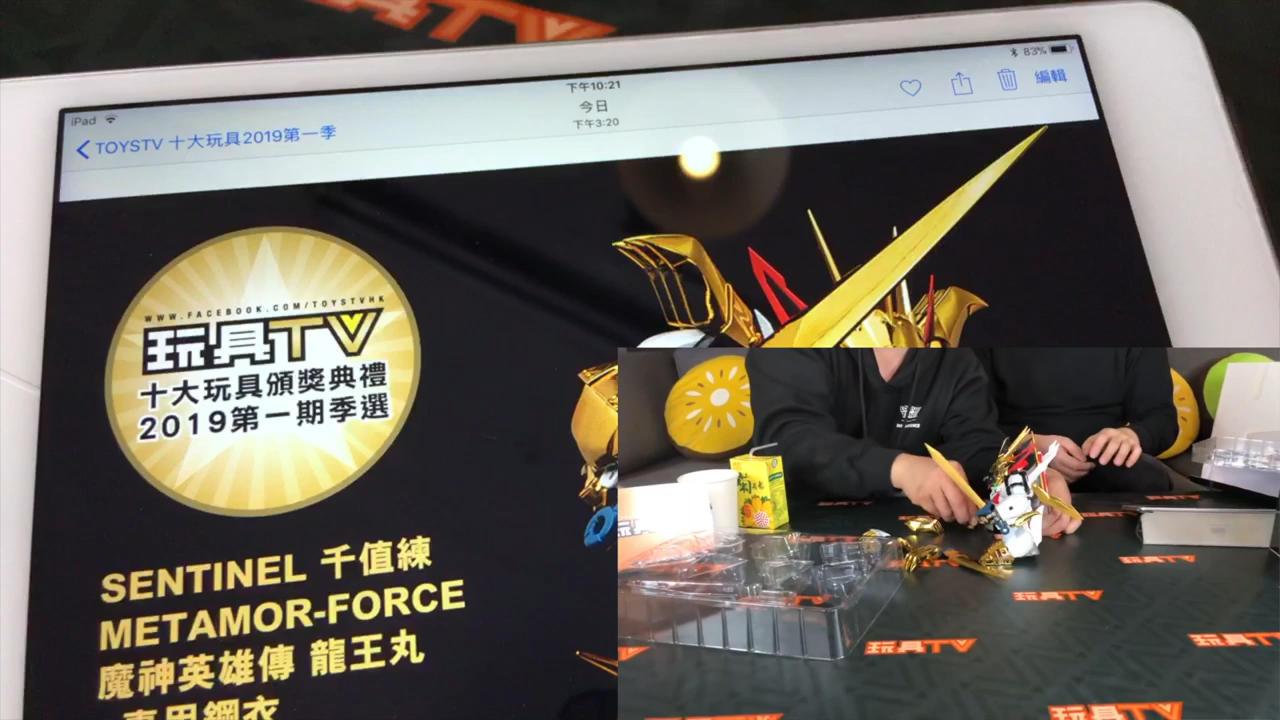 玩具TV
iPad
下午10:21
83%
今日
下午3:20
編輯
TOYSTV 十大玩具2019第一季
WWW.FACEBOOK.COM/TOYSTVHK
玩具TV
十大玩具頒獎典禮
2019第一期季選
SENTINEL 千值練
METAMOR-FORCE
魔神英雄傳 龍王丸
玩具TV
玩具TV
玩具TV
玩具TV
玩具TV